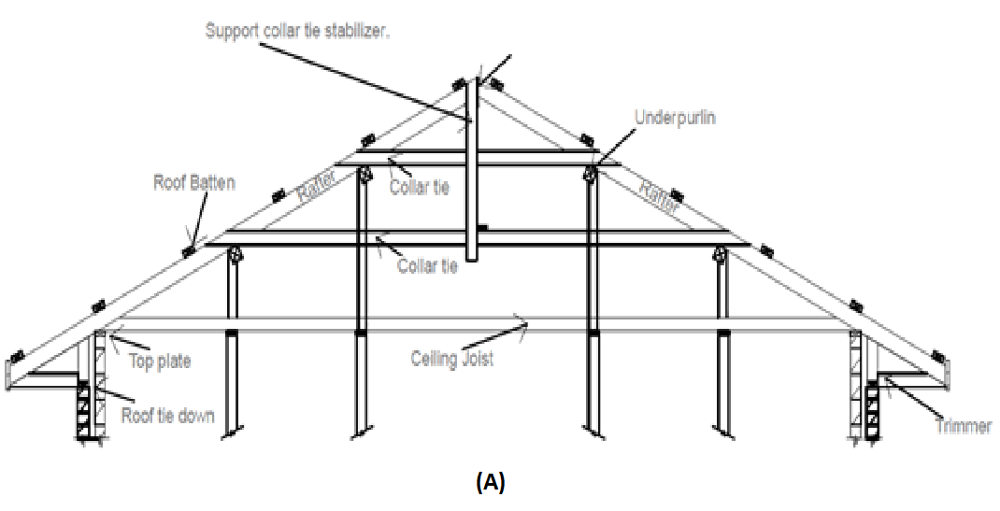 Support collar tie stabilizer.
Underpurlin
Roof Batten
Rafter
Collar tie
Rafter
Collar tie
Top plate
Ceiling Joist
Roof tie down
Trimmer
(A)